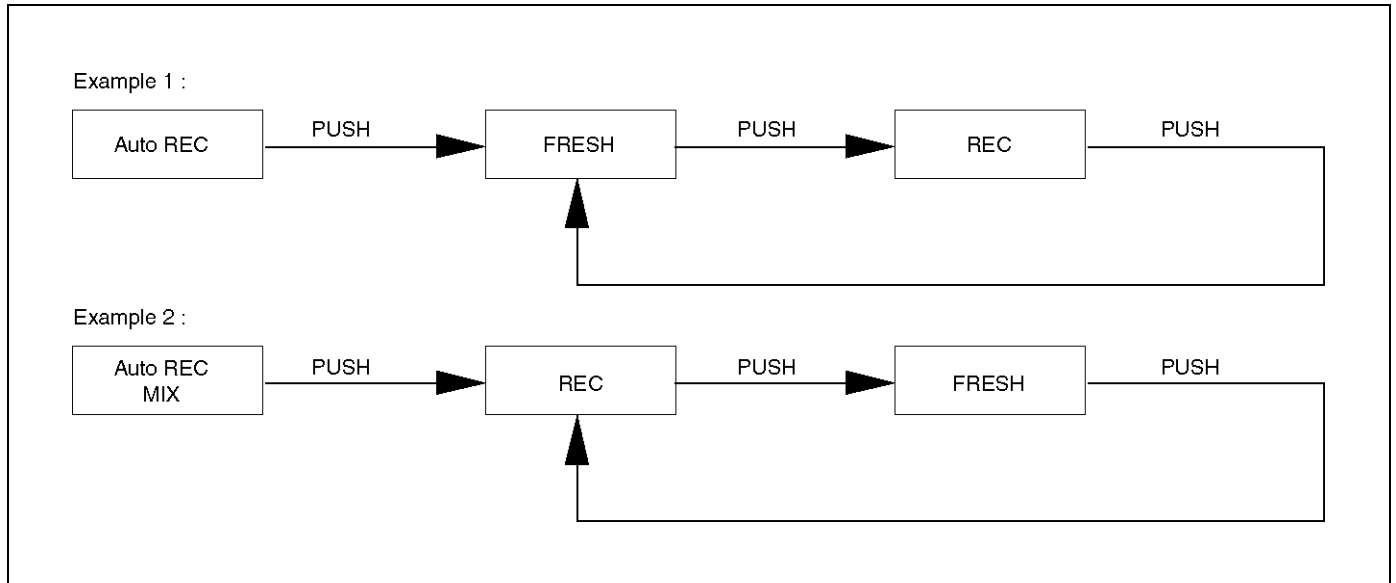 Example 1 :
Auto REC
PUSH
FRESH
PUSH
REC
PUSH
Example 2 :
Auto REC
MIX
PUSH
REC
PUSH
FRESH
PUSH